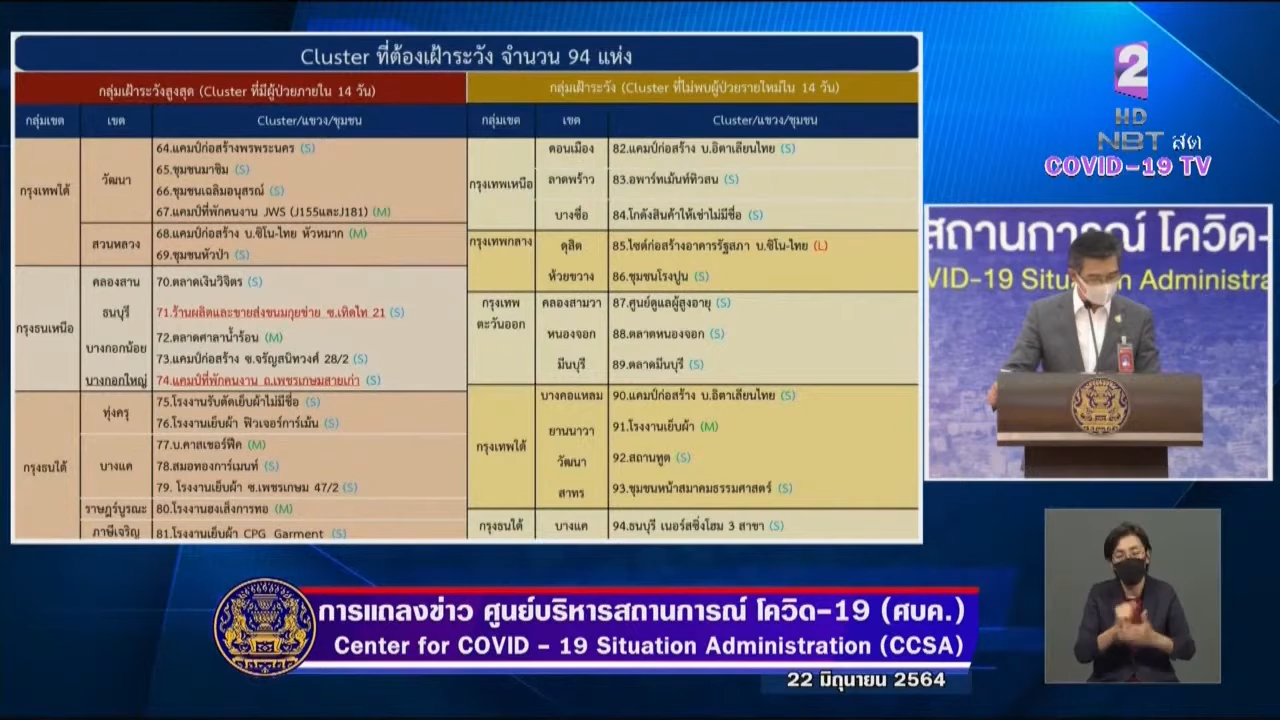 Cluster ที่ต้องเฝ้าระวัง จำนวน 94 แห่ง
กลุ่มเฝ้าระวังสูงสุด (Cluster ที่มีผู้ป่วยภายใน 14 วัน)
กลุ่มเขต เขต Cluster/แขวง/ชุมชน
กรุงเทพใต้
วัฒนา
64.แคมป์ก่อสร้างพรพระนคร (S)
65.ชุมชนมาชิม (S)
66.ชุมชนเฉลิมอนุสรณ์ (S)
67.แคมป์ที่พักคนงาน JWS (J155และJ181) (M)
สวนหลวง
68.แคมป์ก่อสร้าง บ.ซิโน-ไทย หัวหมาก (M)
69.ชุมชนหัวป่า (S)
กรุงธนเหนือ
คลองสาน
70.ตลาดเงินวิจิตร (S)
ธนบุรี
71.ร้านผลิตและขายส่งขนมกุยช่าย ซ.เทิดไท 21 (S)
บางกอกน้อย
72.ตลาดศาลาน้ำร้อน (M)
73.แคมป์ก่อสร้าง ซ.จรัญสนิทวงศ์ 28/2 (S)
บางกอกใหญ่
74.แคมป์ที่พักคนงาน ถ.เพชรเกษมสายเก่า (S)
กรุงธนใต้
ทุ่งครุ
75.โรงงานรับตัดเย็บผ้าไม่มีชื่อ (S)
76.โรงงานเย็บผ้า ฟิวเจอร์การ์เม้น (S)
บางแค
77.บ.คาสเซอร์พีค (M)
78.สมอทองการ์เมนท์ (S)
79. โรงงานเย็บผ้า ซ.เพชรเกษม 47/2 (S)
ราษฎร์บูรณะ
80.โรงงานฮงเส็งการทอ (M)
ภาษีเจริญ
81.โรงงานเย็บผ้า CPG Garment (S)
กลุ่มเฝ้าระวัง (Cluster ที่ไม่พบผู้ป่วยรายใหม่ใน 14 วัน)
กลุ่มเขต เขต Cluster/แขวง/ชุมชน
กรุงเทพเหนือ
ดอนเมือง
82.แคมป์ก่อสร้าง บ.อิตาเลียนไทย (S)
ลาดพร้าว
83.อพาร์ทเม้นท์ทิวสน (S)
บางซื่อ
84.โกดังสินค้าให้เช่าไม่มีชื่อ (S)
กรุงเทพกลาง
ดุสิต
85.ไซต์ก่อสร้างอาคารรัฐสภา บ.ซิโน-ไทย (L)
ห้วยขวาง
86.ชุมชนโรงปูน (S)
กรุงเทพ
ตะวันออก
คลองสามวา
87.ศูนย์ดูแลผู้สูงอายุ (S)
หนองจอก
88.ตลาดหนองจอก (S)
มีนบุรี
89.ตลาดมีนบุรี (S)
กรุงเทพใต้
บางคอแหลม
90.แคมป์ก่อสร้าง บ.อิตาเลียนไทย (S)
ยานนาวา
91.โรงงานเย็บผ้า (M)
วัฒนา
92.สถานทูต (S)
สาทร
93.ชุมชนหน้าสมาคมธรรมศาสตร์ (S)
กรุงธนใต้
บางแค
94.ธนบุรี เนอร์สซิ่งโฮม 3 สาขา (S)
2
HD
NBT สด
COVID-19 TV
สถานการณ์ โควิด-
VID-19 Situation Administra
การแถลงข่าว ศูนย์บริหารสถานการณ์ โควิด-19 (ศบค.)
Center for COVID - 19 Situation Administration (CCSA)
22 มิถุนายน 2564